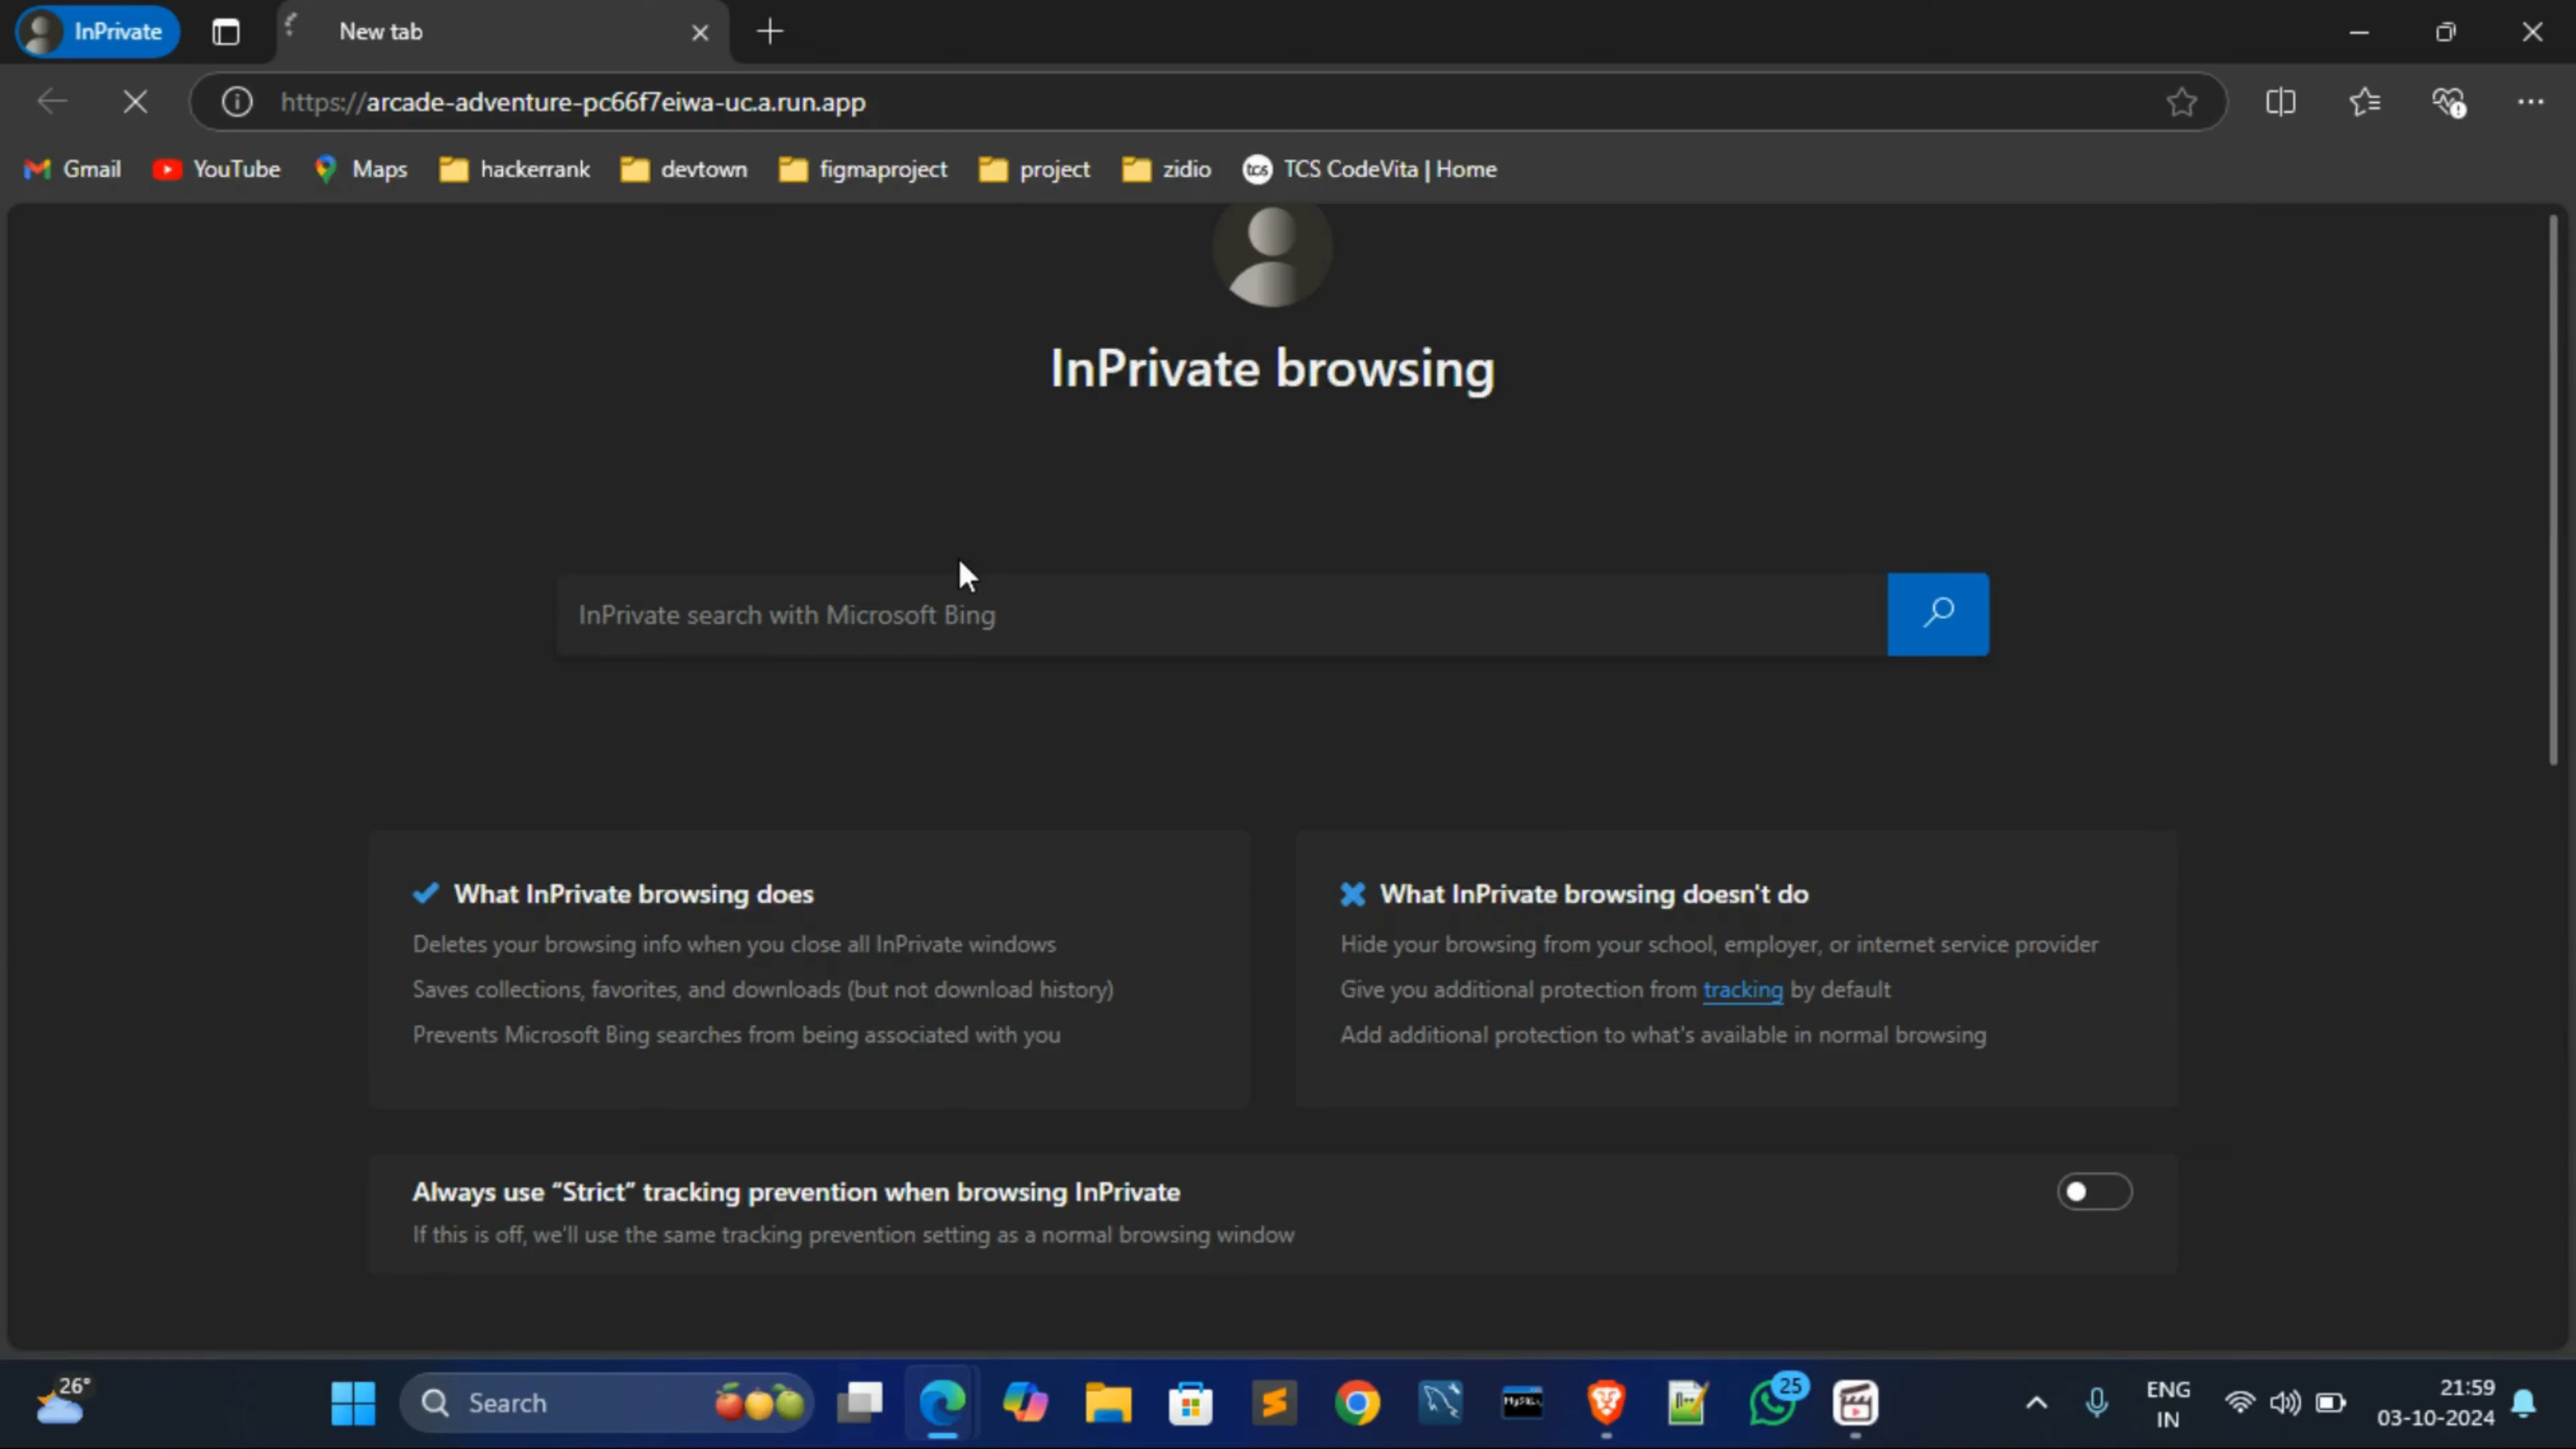 InPrivate
New tab
https://arcade-adventure-pc66f7eiwa-uc.a.run.app
Gmail
YouTube
Maps
hackerrank
devtown
figmaproject
project
zidio
tcs
TCS CodeVita | Home
InPrivate browsing
InPrivate search with Microsoft Bing
What InPrivate browsing does
Deletes your browsing info when you close all InPrivate windows
Saves collections, favorites, and downloads (but not download history)
Prevents Microsoft Bing searches from being associated with you
What InPrivate browsing doesn't do
Hide your browsing from your school, employer, or internet service provider
Give you additional protection from tracking by default
Add additional protection to what's available in normal browsing
Always use “Strict” tracking prevention when browsing InPrivate
If this is off, we'll use the same tracking prevention setting as a normal browsing window
26°
Search
25
ENG
IN
21:59
03-10-2024